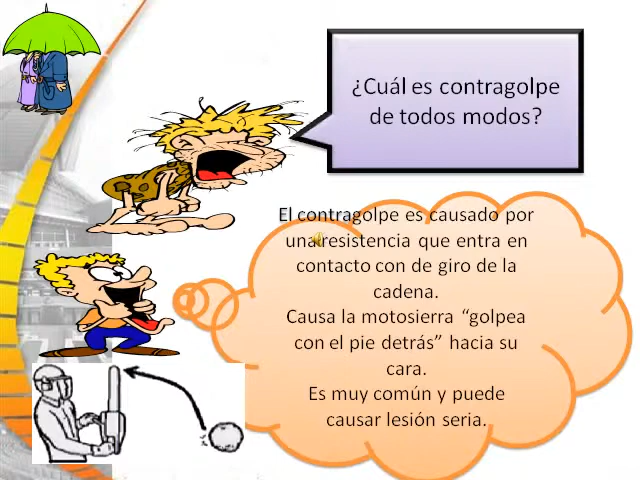 ¿Cuál es contragolpe
de todos modos?
El contragolpe es causado por
una resistencia que entra en
contacto con de giro de la
cadena.
Causa la motosierra “golpea
con el pie detrás” hacia su
cara.
Es muy común y puede
causar lesión seria.